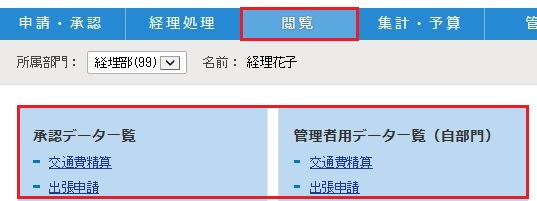 申請・承認 経理処理 閲覧 集計・予算
所属部門： 経理部(99) 名前： 経理花子
承認データ一覧
交通費精算
出張申請
管理者用データ一覧（自部門）
交通費精算
出張申請